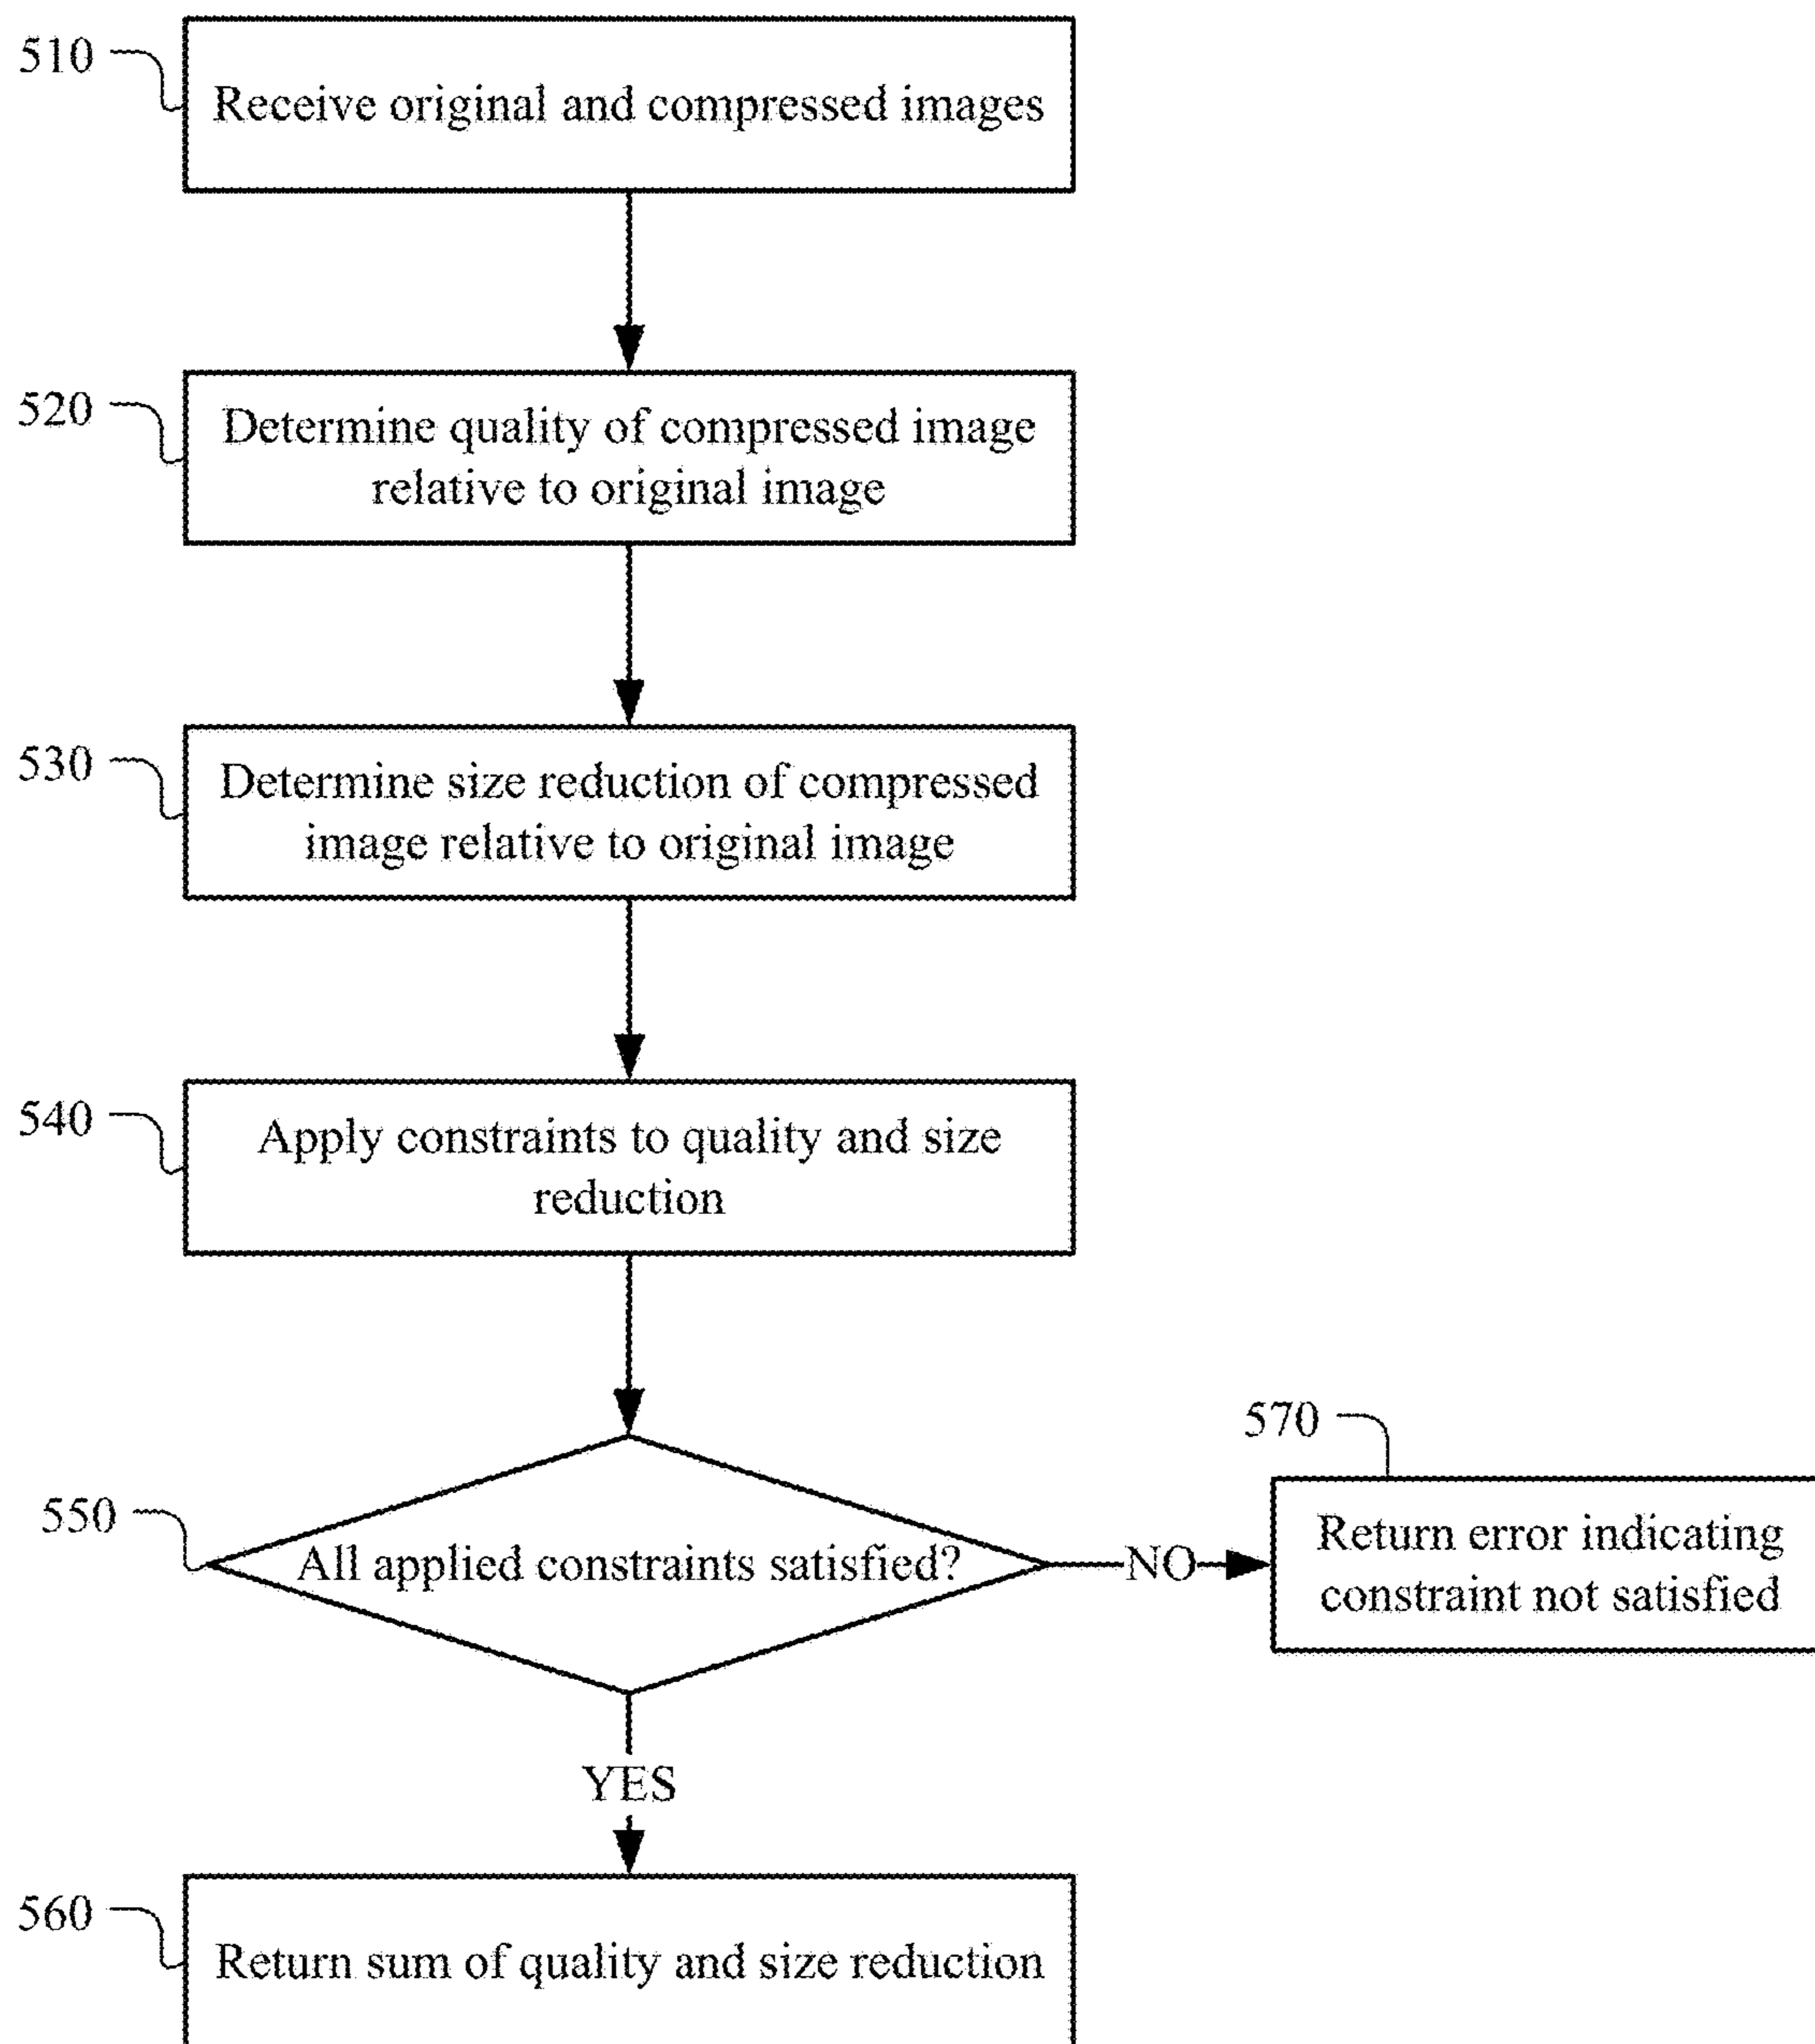 510
Receive original and compressed images
520
Determine quality of compressed image
relative to original image
530
Determine size reduction of compressed
image relative to original image
540
Apply constraints to quality and size
reduction
550
All applied constraints satisfied?
NO
570
Return error indicating
constraint not satisfied
YES
560
Return sum of quality and size reduction